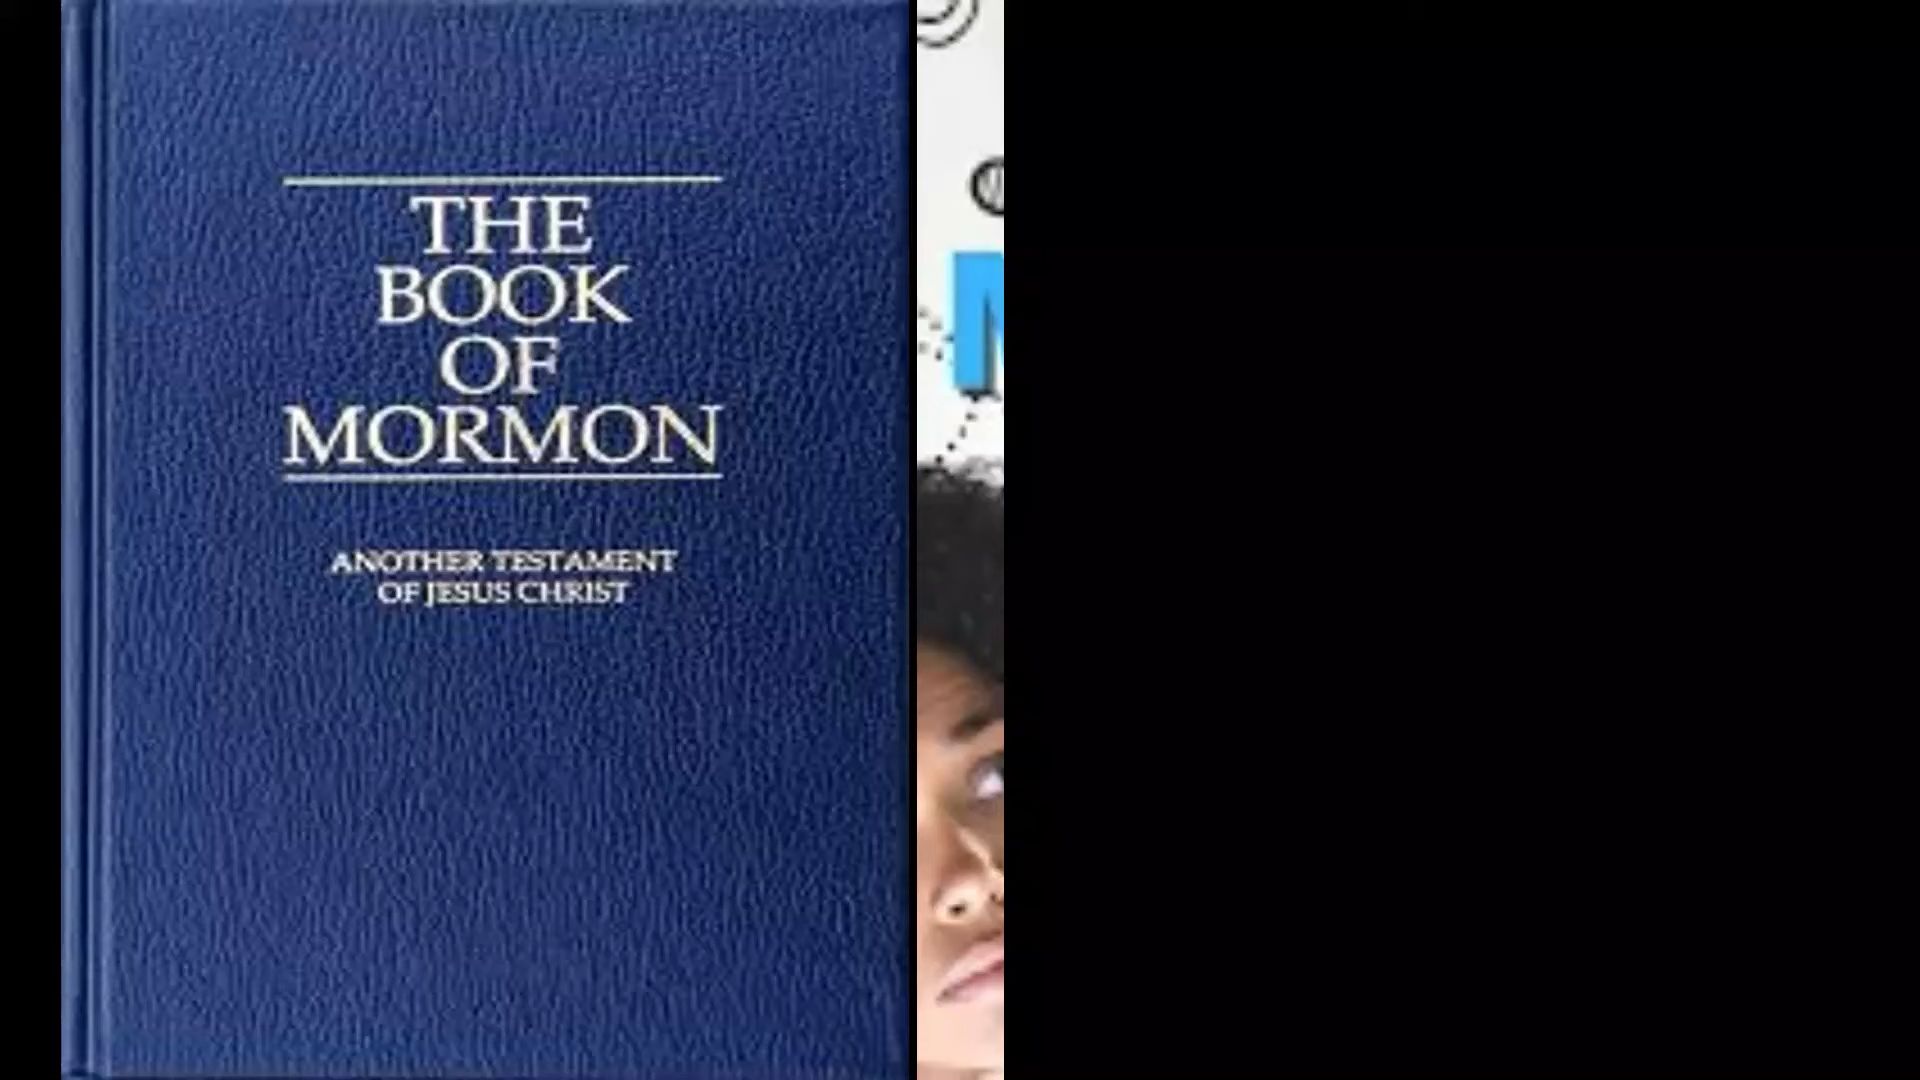 THE
BOOK
OF
MORMON
ANOTHER TESTAMENT
OF JESUS CHRIST